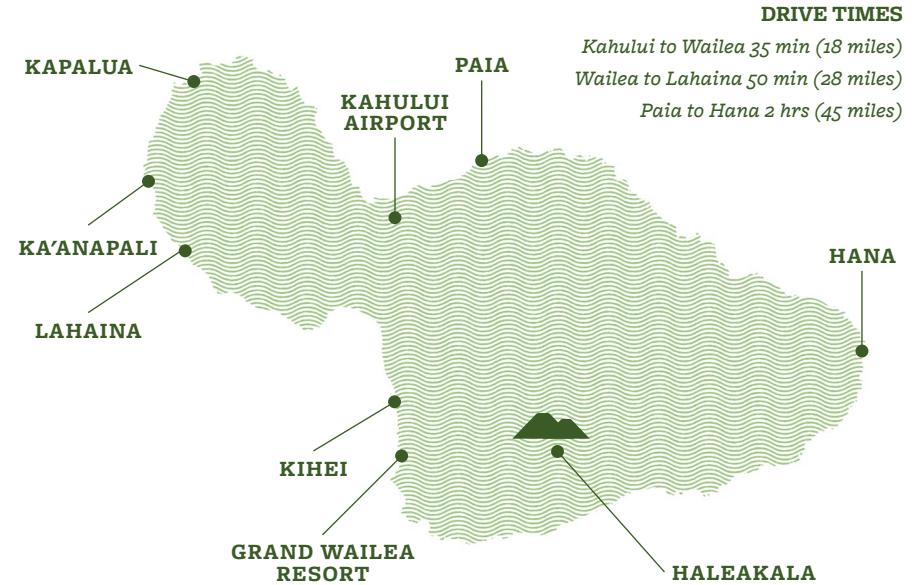 DRIVE TIMES
Kahului to Wailea 35 min (18 miles)
Wailea to Lahaina 50 min (28 miles)
Paia to Hana 2 hrs (45 miles)
KAPALUA
PAIA
KAHULUI
AIRPORT
KA'ANAPALI
HANA
LAHAINA
KIHEI
GRAND WAILEA
RESORT
HALEAKALA